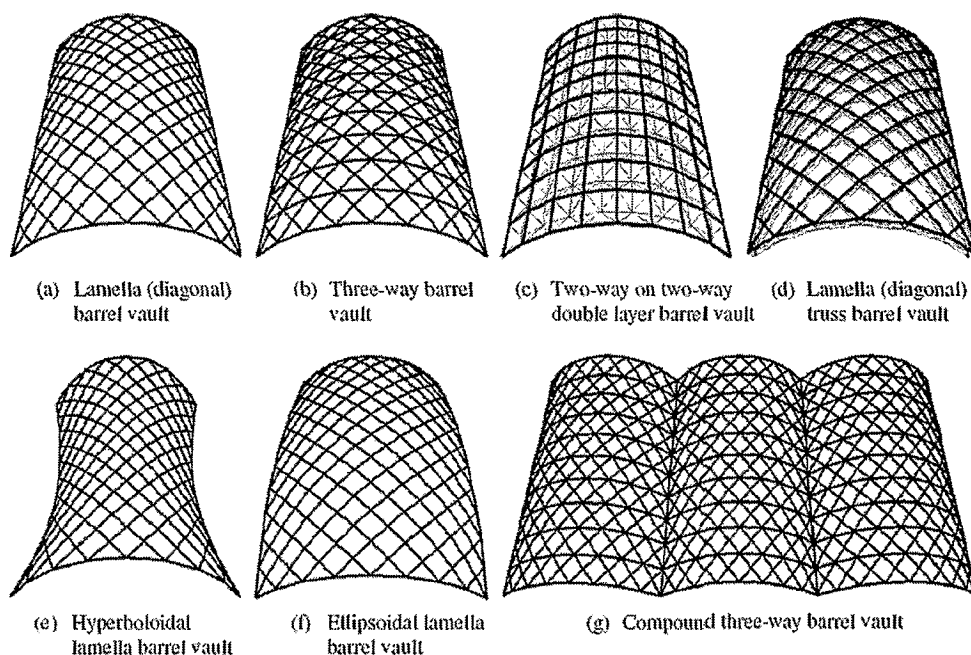 (a) Lamella (diagonal)
barrel vault
(b) Three-way barrel
vault
(c) Two-way on two-way
double layer barrel vault
(d) Lamella (diagonal)
truss barrel vault
(e) Hyperboloidal
lamella barrel vault
(f) Ellipsoidal lamella
barrel vault
(g) Compound three-way barrel vault